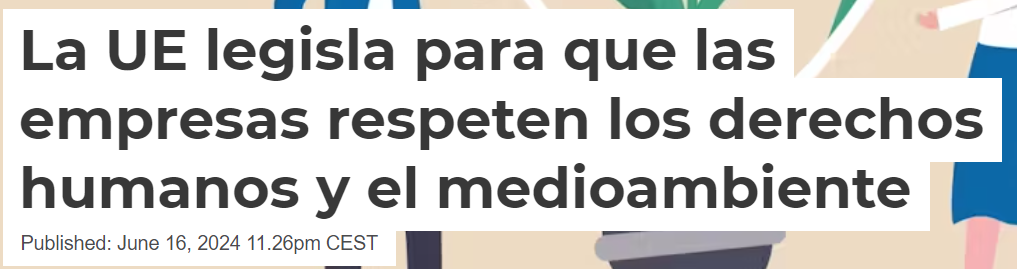 La UE legisla para que las
empresas respeten los derechos
humanos y el medioambiente
Published: June 16, 2024 11.26pm CEST